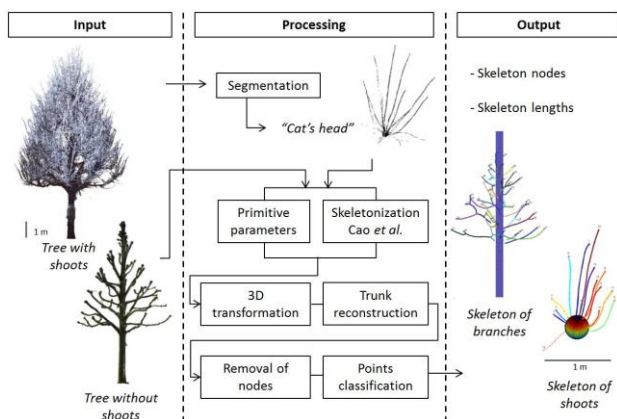 Input
Processing
Output
Segmentation
"Cat's head"
1 m
Tree with
shoots
Tree without
shoots
Primitive
parameters
Skeletonization
Cao et al.
3D
transformation
Trunk
reconstruction
Removal of
nodes
Points
classification
- Skeleton nodes
- Skeleton lengths
Skeleton of
branches
1 m
Skeleton of
shoots